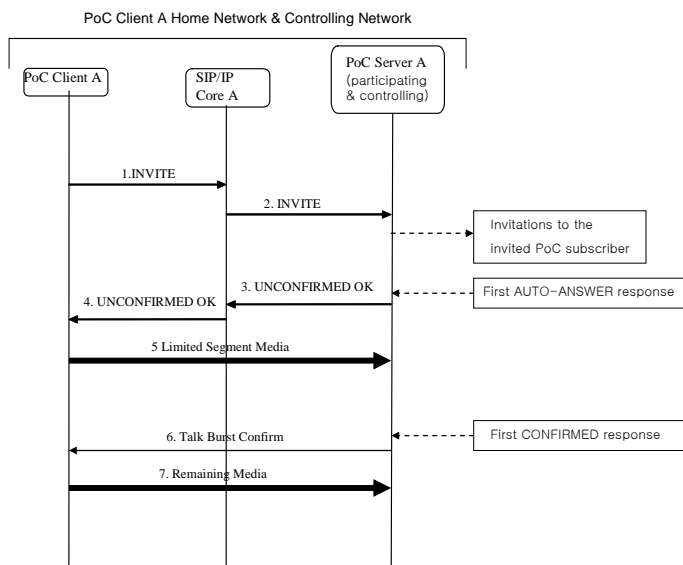 PoC Client A Home Network & Controlling Network
PoC Client A
SIP/IP
Core A
PoC Server A
(participating
& controlling)
1.INVITE
2. INVITE
Invitations to the
invited PoC subscriber
3. UNCONFIRMED OK
First AUTO-ANSWER response
4. UNCONFIRMED OK
5 Limited Segment Media
First CONFIRMED response
6. Talk Burst Confirm
7. Remaining Media